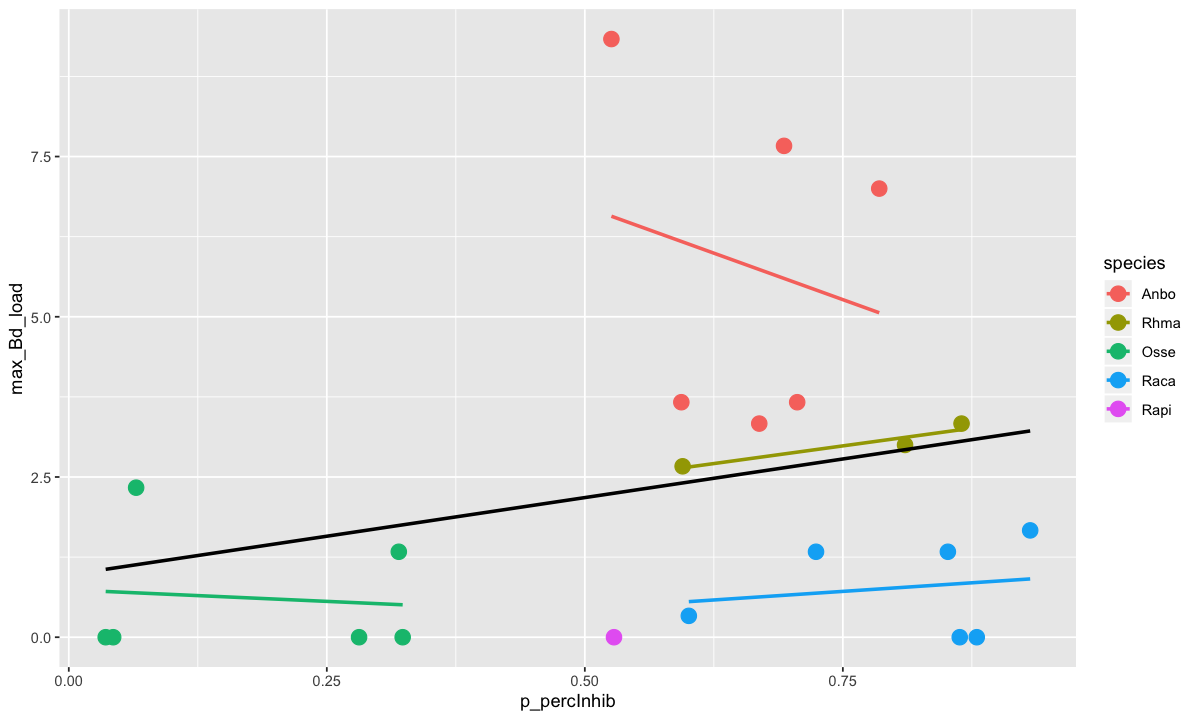 max_Bd_load
7.5
5.0
2.5
0.0
0.00
0.25
0.50
0.75
p_percInhib
species
Anbo
Rhma
Osse
Raca
Rapi